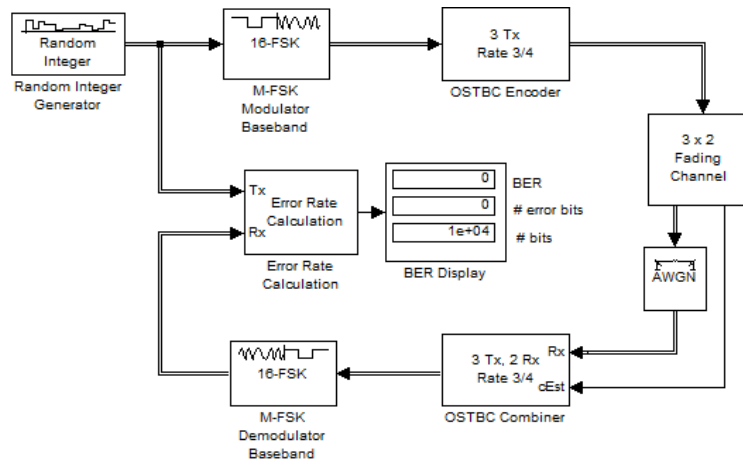 Random
Integer
Random Integer
Generator
16-FSK
M-FSK
Modulator
Baseband
3 Tx
Rate 3/4
OSTBC Encoder
3 x 2
Fading
Channel
Tx
Rx
Error Rate
Calculation
Error Rate
Calculation
0
0
1e+04
BER
# error bits
# bits
BER Display
AWGN
16-FSK
M-FSK
Demodulator
Baseband
3 Tx, 2 Rx
Rate 3/4
Rx
cEst
OSTBC Combiner